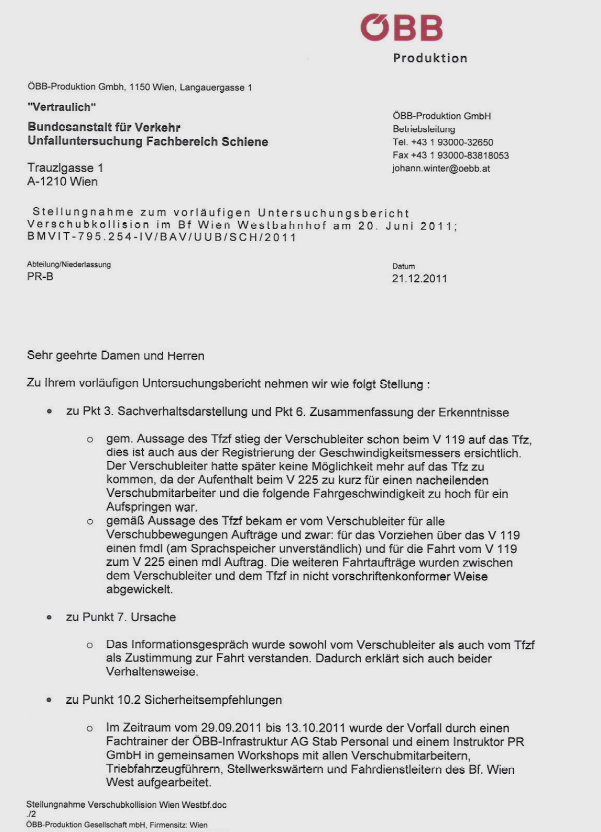 ÖBB
Produktion
ÖBB-Produktion Gmbh, 1150 Wien, Langauergasse 1
"Vertraulich"
Bundesanstalt für Verkehr
Unfalluntersuchung Fachbereich Schiene
Trauzlgasse 1
A-1210 Wien
ÖBB-Produktion GmbH
Betriebsleitung
Tel. +43 1 93000-32650
Fax +43 1 93000-83818053
johann.winter@oebb.at
Stellungnahme zum vorläufigen Untersuchungsbericht
Verschubkollision im Bf Wien Westbahnhof am 20. Juni 2011;
BMVIT-795.254-IV/BAV/UUB/SCH/2011
Abteilung/Niederlassung
PR-B
Datum
21.12.2011
Sehr geehrte Damen und Herren
Zu Ihrem vorläufigen Untersuchungsbericht nehmen wir wie folgt Stellung :
• zu Pkt 3. Sachverhaltsdarstellung und Pkt 6. Zusammenfassung der Erkenntnisse
o gem. Aussage des Tfzf stieg der Verschubleiter schon beim V 119 auf das Tfz,
dies ist auch aus der Registrierung der Geschwindigkeitsmessers ersichtlich.
Der Verschubleiter hatte später keine Möglichkeit mehr auf das Tfz zu
kommen, da der Aufenthalt beim V 225 zu kurz für einen nacheilenden
Verschubmitarbeiter und die folgende Fahrgeschwindigkeit zu hoch für ein
Aufspringen war.
o gemäß Aussage des Tfzf bekam er vom Verschubleiter für alle
Verschubbewegungen Aufträge und zwar: für das Vorziehen über das V 119
einen fmdl (am Sprachspeicher unverständlich) und für die Fahrt vom V 119
zum V 225 einen mdl Auftrag. Die weiteren Fahrtaufträge wurden zwischen
dem Verschubleiter und dem Tfzf in nicht vorschriftenkonformer Weise
abgewickelt.
• zu Punkt 7. Ursache
o Das Informationsgespräch wurde sowohl vom Verschubleiter als auch vom Tfzf
als Zustimmung zur Fahrt verstanden. Dadurch erklärt sich auch beider
Verhaltensweise.
• zu Punkt 10.2 Sicherheitsempfehlungen
o Im Zeitraum vom 29.09.2011 bis 13.10.2011 wurde der Vorfall durch einen
Fachtrainer der ÖBB-Infrastruktur AG Stab Personal und einem Instruktor PR
GmbH in gemeinsamen Workshops mit allen Verschubmitarbeitern,
Triebfahrzeugführern, Stellwerkswärtern und Fahrdienstleitern des Bf. Wien
West aufgearbeitet.
Stellungnahme Verschubkollision Wien Westbf.doc
./2
ÖBB-Produktion Gesellschaft mbH, Firmensitz: Wien